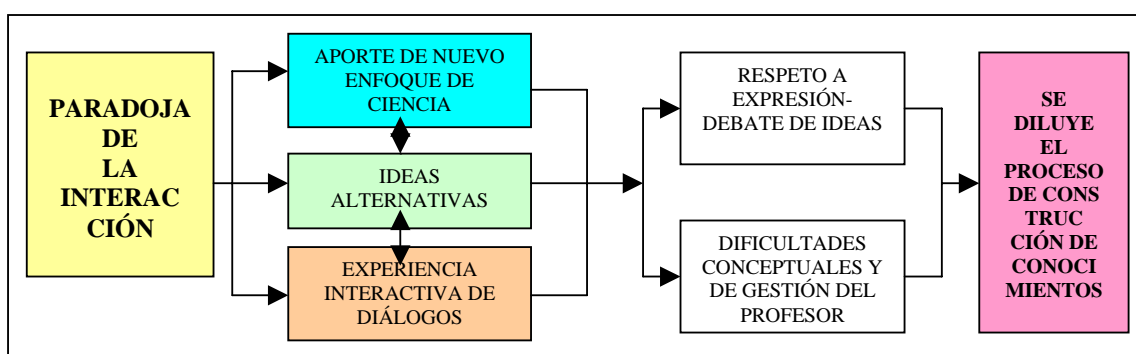 PARADOJA
DE
LA
INTERAC
CIÓN
APORTE DE NUEVO
ENFOQUE DE
CIENCIA
IDEAS
ALTERNATIVAS
EXPERIENCIA
INTERACTIVA DE
DIÁLOGOS
RESPETO A
EXPRESIÓN-
DEBATE DE IDEAS
DIFICULTADES
CONCEPTUALES Y
DE GESTIÓN DEL
PROFESOR
SE
DILUYE
EL
PROCESO
DE CONS
TRUC
CIÓN DE
CONOCI
MIENTOS